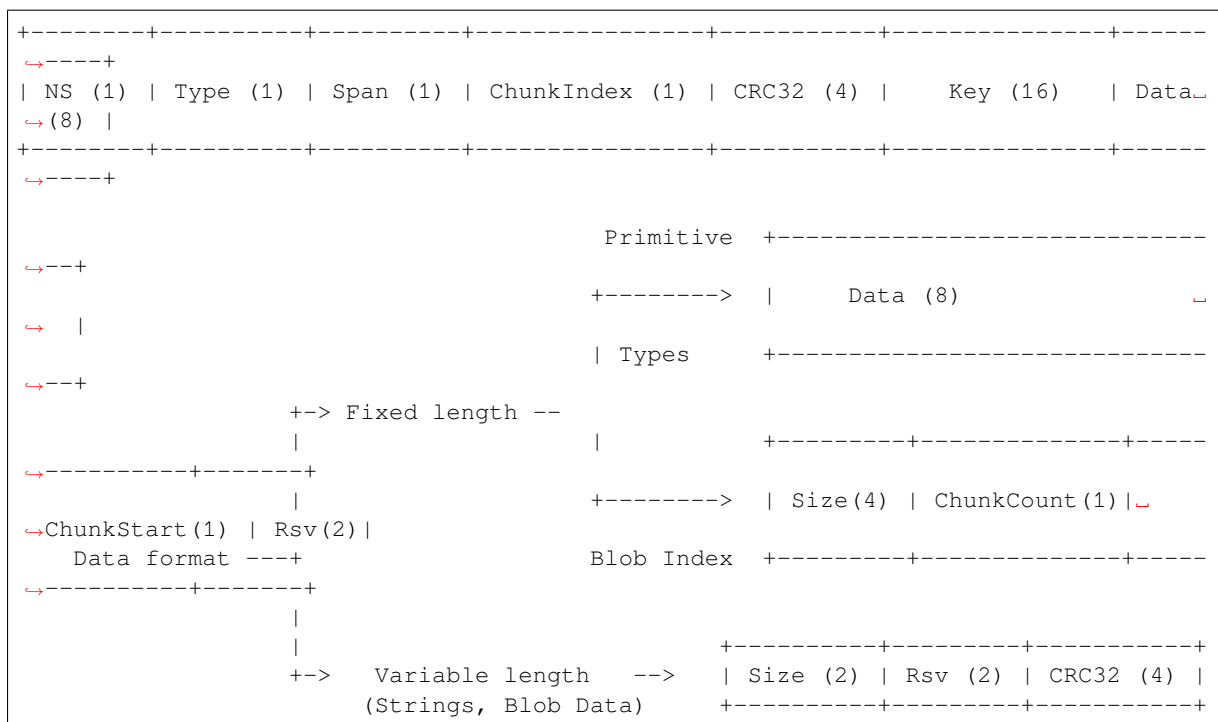 +--------+----------+----------+----------------+-----------+---------------+------
↪----+
| NS (1) | Type (1) | Span (1) | ChunkIndex (1) | CRC32 (4) |    Key (16)   | Data␣
↪(8) |
+--------+----------+----------+----------------+-----------+---------------+------
↪----+
                                         Primitive  +------------------------------
↪--+
                                        +-------->  |     Data (8)                ␣
↪  |
                                        | Types     +------------------------------
↪--+
                   +-> Fixed length --
                   |                    |           +---------+--------------+-----
↪----------+-------+
                   |                    +-------->  | Size(4) | ChunkCount(1)|␣
↪ChunkStart(1) | Rsv(2)|
    Data format ---+                    Blob Index  +---------+--------------+-----
↪----------+-------+
                   |
                   |                             +----------+---------+-----------+
                   +->   Variable length   -->   | Size (2) | Rsv (2) | CRC32 (4) |
                        (Strings, Blob Data)     +----------+---------+-----------+